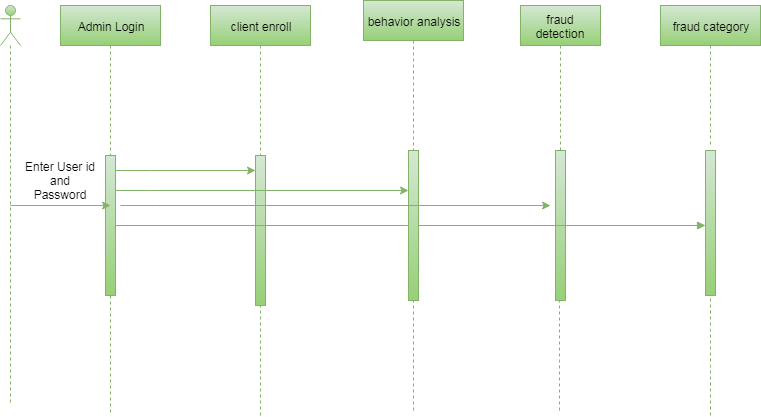 Admin Login
client enroll
behavior analysis
fraud
detection
fraud category
Enter User id
and
Password